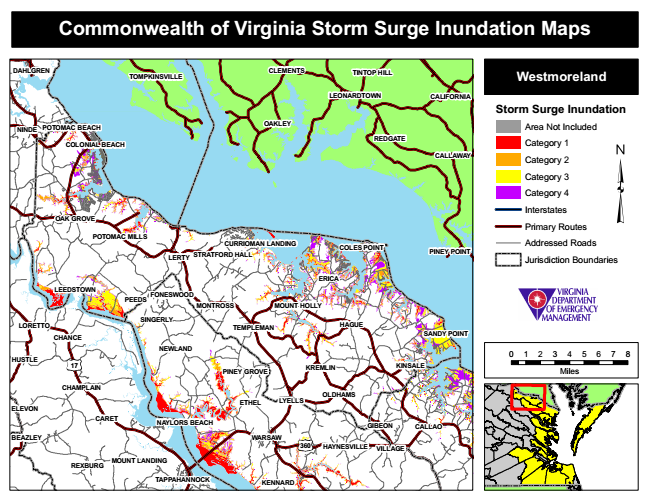 Commonwealth of Virginia Storm Surge Inundation Maps
DAHLGREN
TOMPKINSVILLE
CLEMENTS
TINTOP HILL
LEONARDTOWN
CALIFORNIA
NINDE
POTOMAC BEACH
COLONIAL BEACH
OAKLEY
REDGATE
CALLAWAY
OAK GROVE
POTOMAC MILLS
CURRIOMAN LANDING
COLES POINT
PINEY POINT
LERTY
STRATFORD HALL
ERICA
LEEDSTOWN
PEEDS
FONESWOOD
MONTROSS
MOUNT HOLLY
SINGERLY
LORETTO
TEMPLEMAN
HAGUE
SANDY POINT
CHANCE
NEWLAND
HUSTLE
17
PINEY GROVE
KREMLIN
KINSALE
CHAMPLAIN
ELEVON
ETHEL
LYELLS
OLDHAMS
CARET
NAYLORS BEACH
GIBEON
CALLAO
BEAZLEY
WARSAW
360
HAYNESVILLE
VILLAGE
REXBURG
MOUNT LANDING
TAPPAHANNOCK
KENNARD
Westmoreland
Storm Surge Inundation
Area Not Included
Category 1
Category 2
Category 3
Category 4
Interstates
Primary Routes
Addressed Roads
Jurisdiction Boundaries
N
VIRGINIA
DEPARTMENT
OF EMERGENCY
MANAGEMENT
0 1 2 4 6 8
Miles